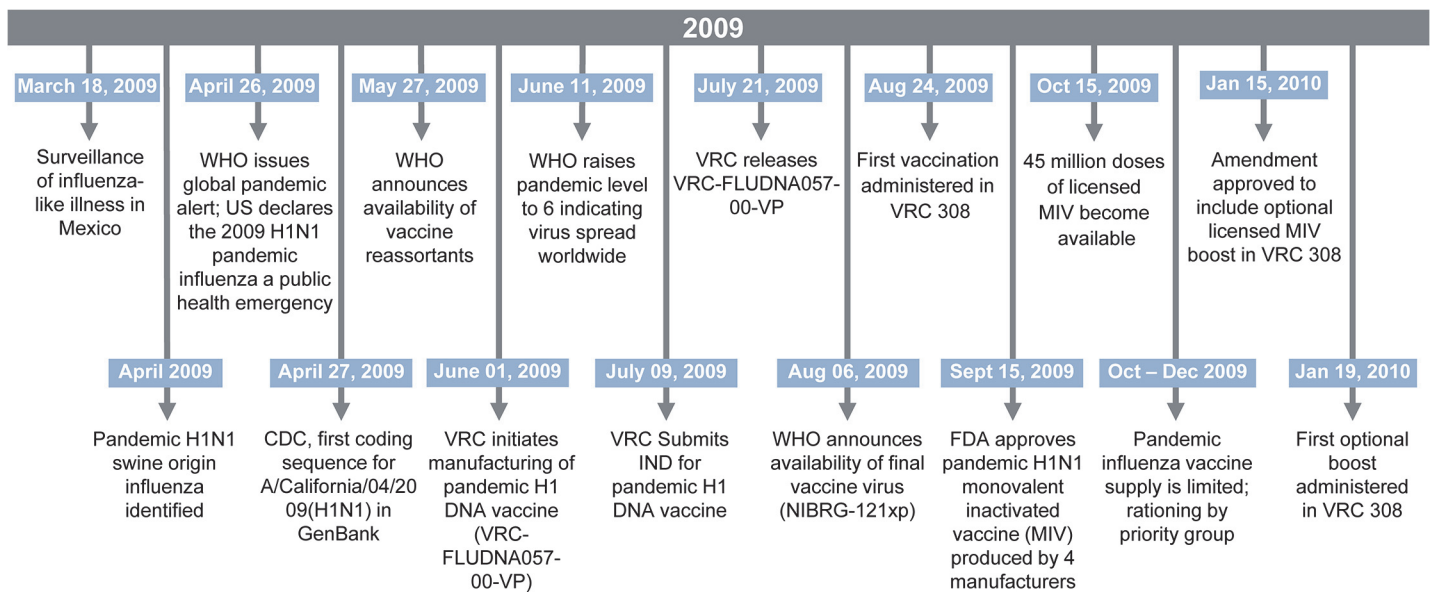 2009
March 18, 2009
Surveillance
of influenza-
like illness in
Mexico
April 2009
Pandemic H1N1
swine origin
influenza
identified
April 26, 2009
WHO issues
global pandemic
alert; US declares
the 2009 H1N1
pandemic
influenza a public
health emergency
April 27, 2009
CDC, first coding
sequence for
A/California/04/20
09(H1N1) in
GenBank
May 27, 2009
WHO
announces
availability of
vaccine
reassortants
June 01, 2009
VRC initiates
manufacturing of
pandemic H1
DNA vaccine
(VRC-
FLUDNA057-
00-VP)
June 11, 2009
WHO raises
pandemic level
to 6 indicating
virus spread
worldwide
July 09, 2009
VRC Submits
IND for
pandemic H1
DNA vaccine
July 21, 2009
VRC releases
VRC-FLUDNA057-
00-VP
Aug 06, 2009
WHO announces
availability of final
vaccine virus
(NIBRG-121xp)
Aug 24, 2009
First vaccination
administered in
VRC 308
Sept 15, 2009
FDA approves
pandemic H1N1
monovalent
inactivated
vaccine (MIV)
produced by 4
manufacturers
Oct 15, 2009
45 million doses
of licensed
MIV become
available
Oct – Dec 2009
Pandemic
influenza vaccine
supply is limited;
rationing by
priority group
Jan 15, 2010
Amendment
approved to
include optional
licensed MIV
boost in VRC 308
Jan 19, 2010
First optional
boost
administered
in VRC 308